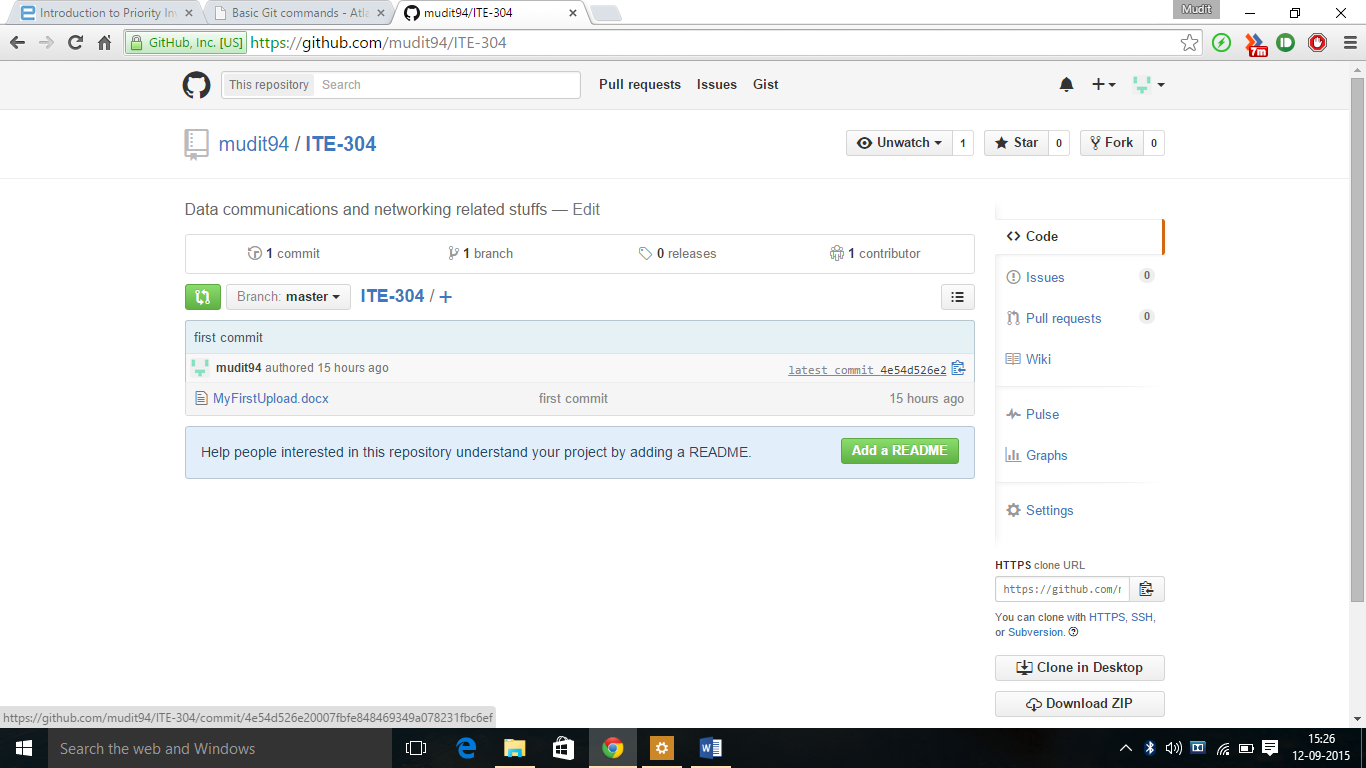 Introduction to Priority Inv
Basic Git commands - Atla
mudit94/ITE-304
Mudit
GitHub, Inc. [US] https://github.com/mudit94/ITE-304
7m
This repository Search Pull requests Issues Gist
mudit94 / ITE-304
Unwatch 1 Star 0 Fork 0
Data communications and networking related stuffs — Edit
1 commit 1 branch 0 releases 1 contributor
Branch: master ITE-304 / +
first commit
mudit94 authored 15 hours ago latest commit 4e54d526e2
MyFirstUpload.docx first commit 15 hours ago
Help people interested in this repository understand your project by adding a README. Add a README
Code
Issues 0
Pull requests 0
Wiki
Pulse
Graphs
Settings
HTTPS clone URL
https://github.com/r
You can clone with HTTPS, SSH,
or Subversion.
Clone in Desktop
Download ZIP
https://github.com/mudit94/ITE-304/commit/4e54d526e20007fbfe848469349a078231fbc6ef
Search the web and Windows
15:26
12-09-2015